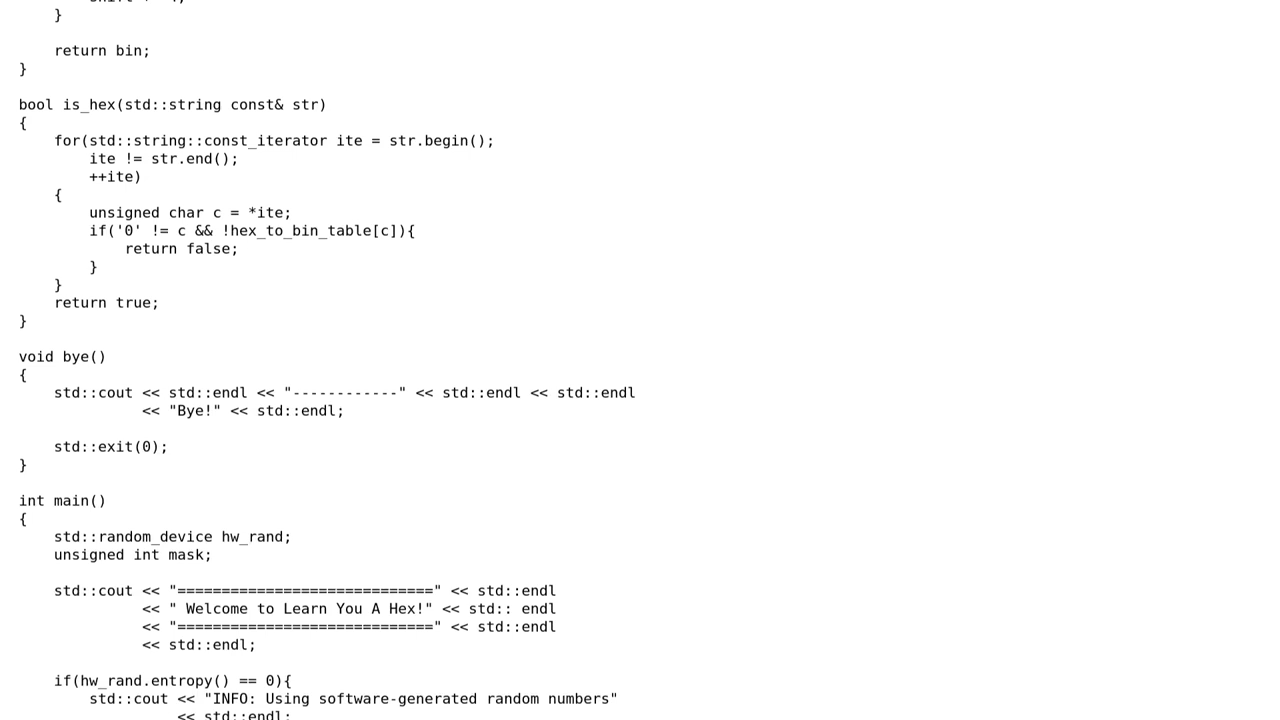 }

    return bin;
}

bool is_hex(std::string const& str)
{
    for(std::string::const_iterator ite = str.begin();
        ite != str.end();
        ++ite)
    {
        unsigned char c = *ite;
        if('0' != c && !hex_to_bin_table[c]){
            return false;
        }
    }
    return true;
}

void bye()
{
    std::cout << std::endl << "------------" << std::endl << std::endl
              << "Bye!" << std::endl;

    std::exit(0);
}

int main()
{
    std::random_device hw_rand;
    unsigned int mask;

    std::cout << "=============================" << std::endl
              << " Welcome to Learn You A Hex!" << std:: endl
              << "=============================" << std::endl
              << std::endl;

    if(hw_rand.entropy() == 0){
        std::cout << "INFO: Using software-generated random numbers"
                  << std::endl;